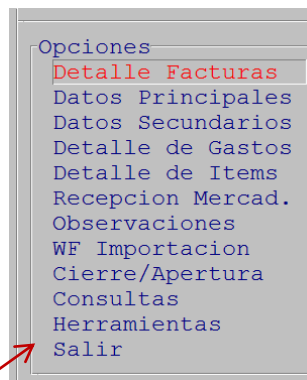 Opciones
Detalle Facturas
Datos Principales
Datos Secundarios
Detalle de Gastos
Detalle de Items
Recepcion Mercad.
Observaciones
WF Importacion
Cierre/Apertura
Consultas
Herramientas
Salir